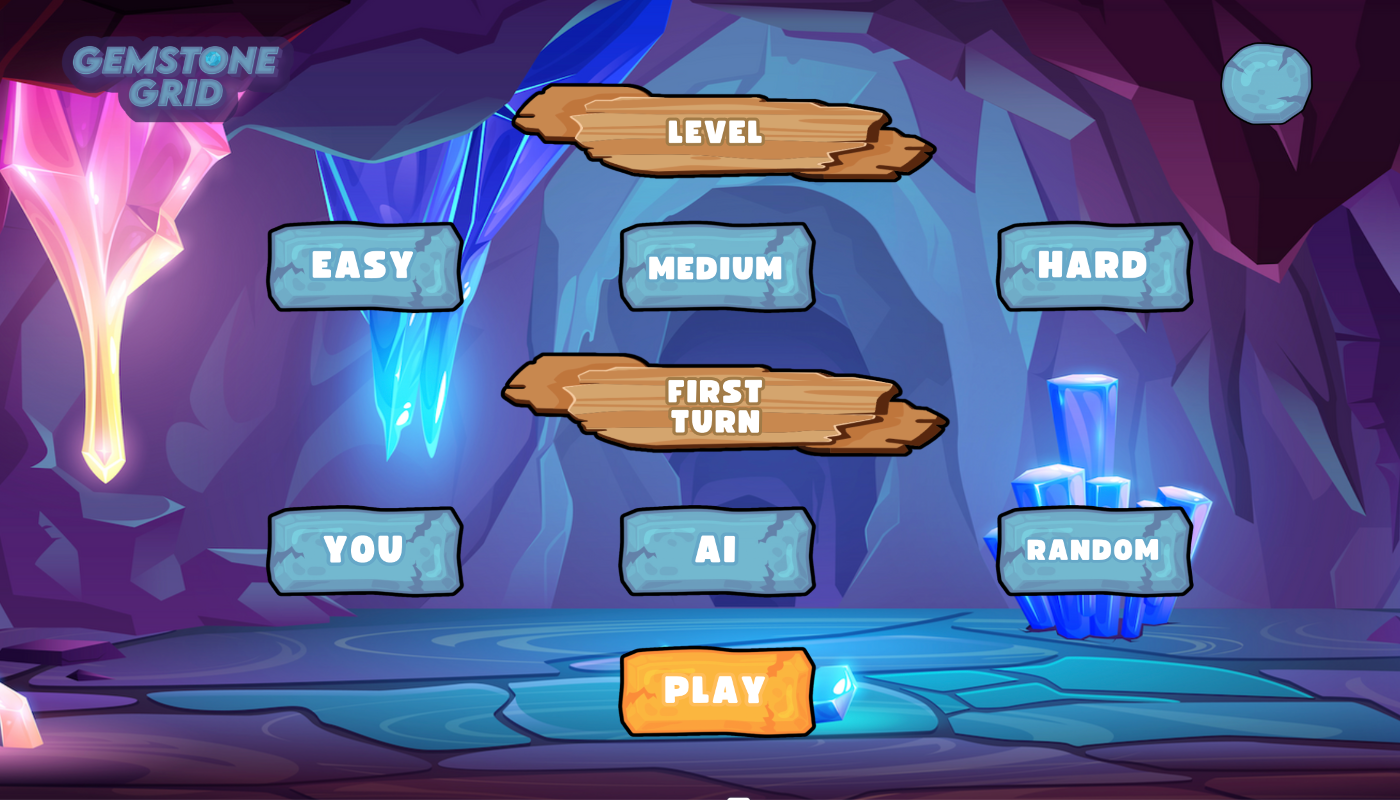 GEMSTONE
GRID
LEVEL
EASY
MEDIUM
HARD
FIRST
TURN
YOU
AI
RANDOM
PLAY